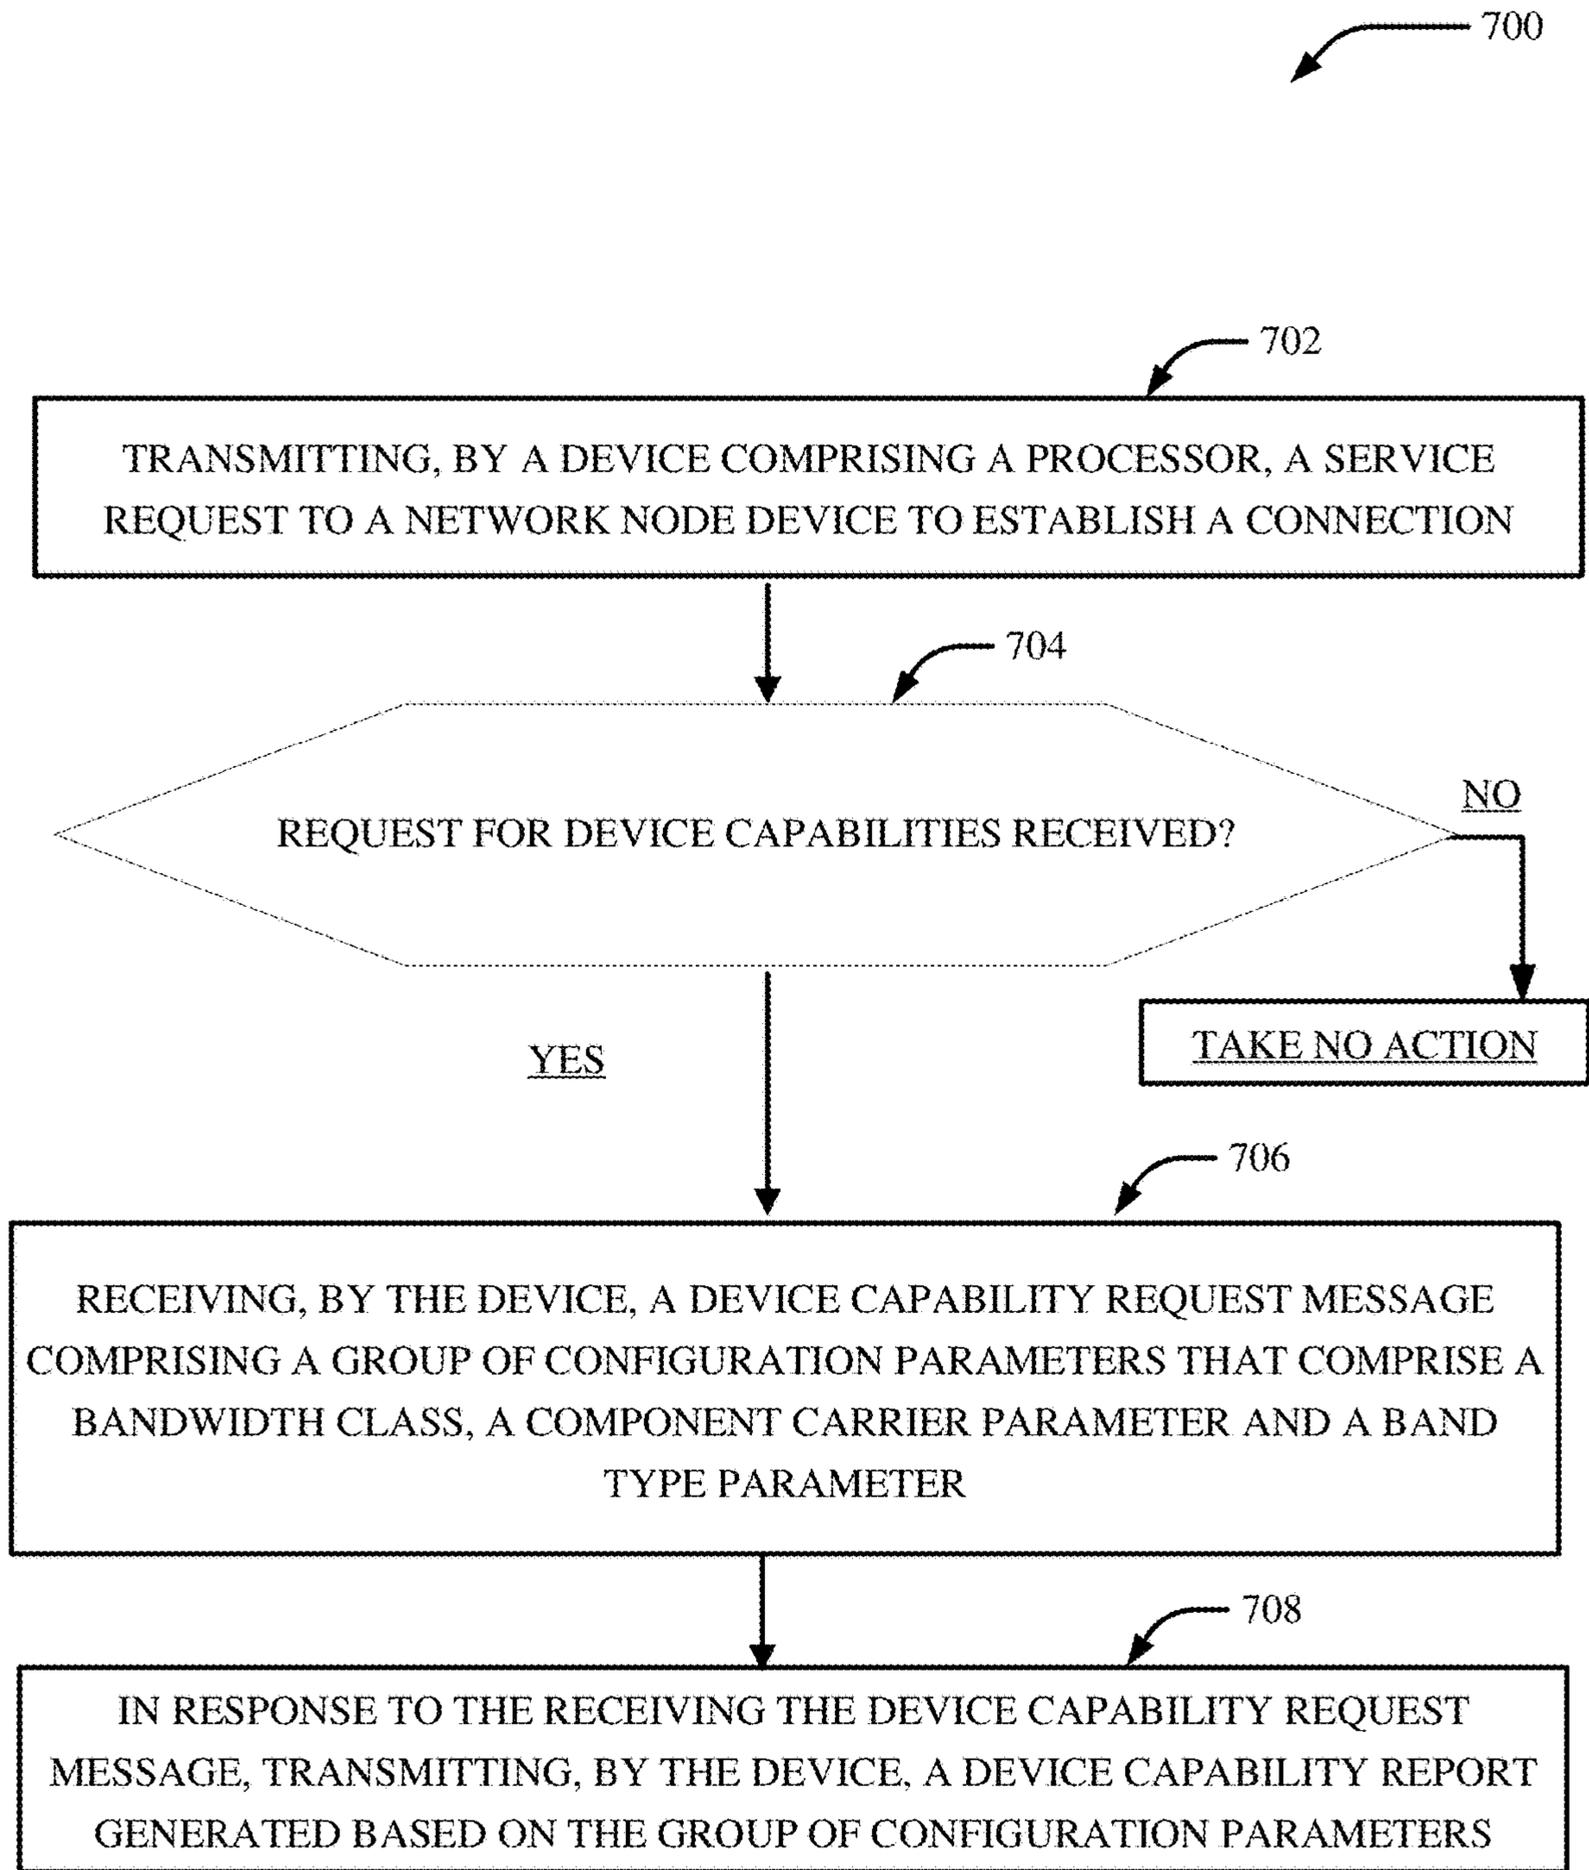 700
702
TRANSMITTING, BY A DEVICE COMPRISING A PROCESSOR, A SERVICE
REQUEST TO A NETWORK NODE DEVICE TO ESTABLISH A CONNECTION
704
REQUEST FOR DEVICE CAPABILITIES RECEIVED?
NO
TAKE NO ACTION
YES
706
RECEIVING, BY THE DEVICE, A DEVICE CAPABILITY REQUEST MESSAGE
COMPRISING A GROUP OF CONFIGURATION PARAMETERS THAT COMPRISE A
BANDWIDTH CLASS, A COMPONENT CARRIER PARAMETER AND A BAND
TYPE PARAMETER
708
IN RESPONSE TO THE RECEIVING THE DEVICE CAPABILITY REQUEST
MESSAGE, TRANSMITTING, BY THE DEVICE, A DEVICE CAPABILITY REPORT
GENERATED BASED ON THE GROUP OF CONFIGURATION PARAMETERS